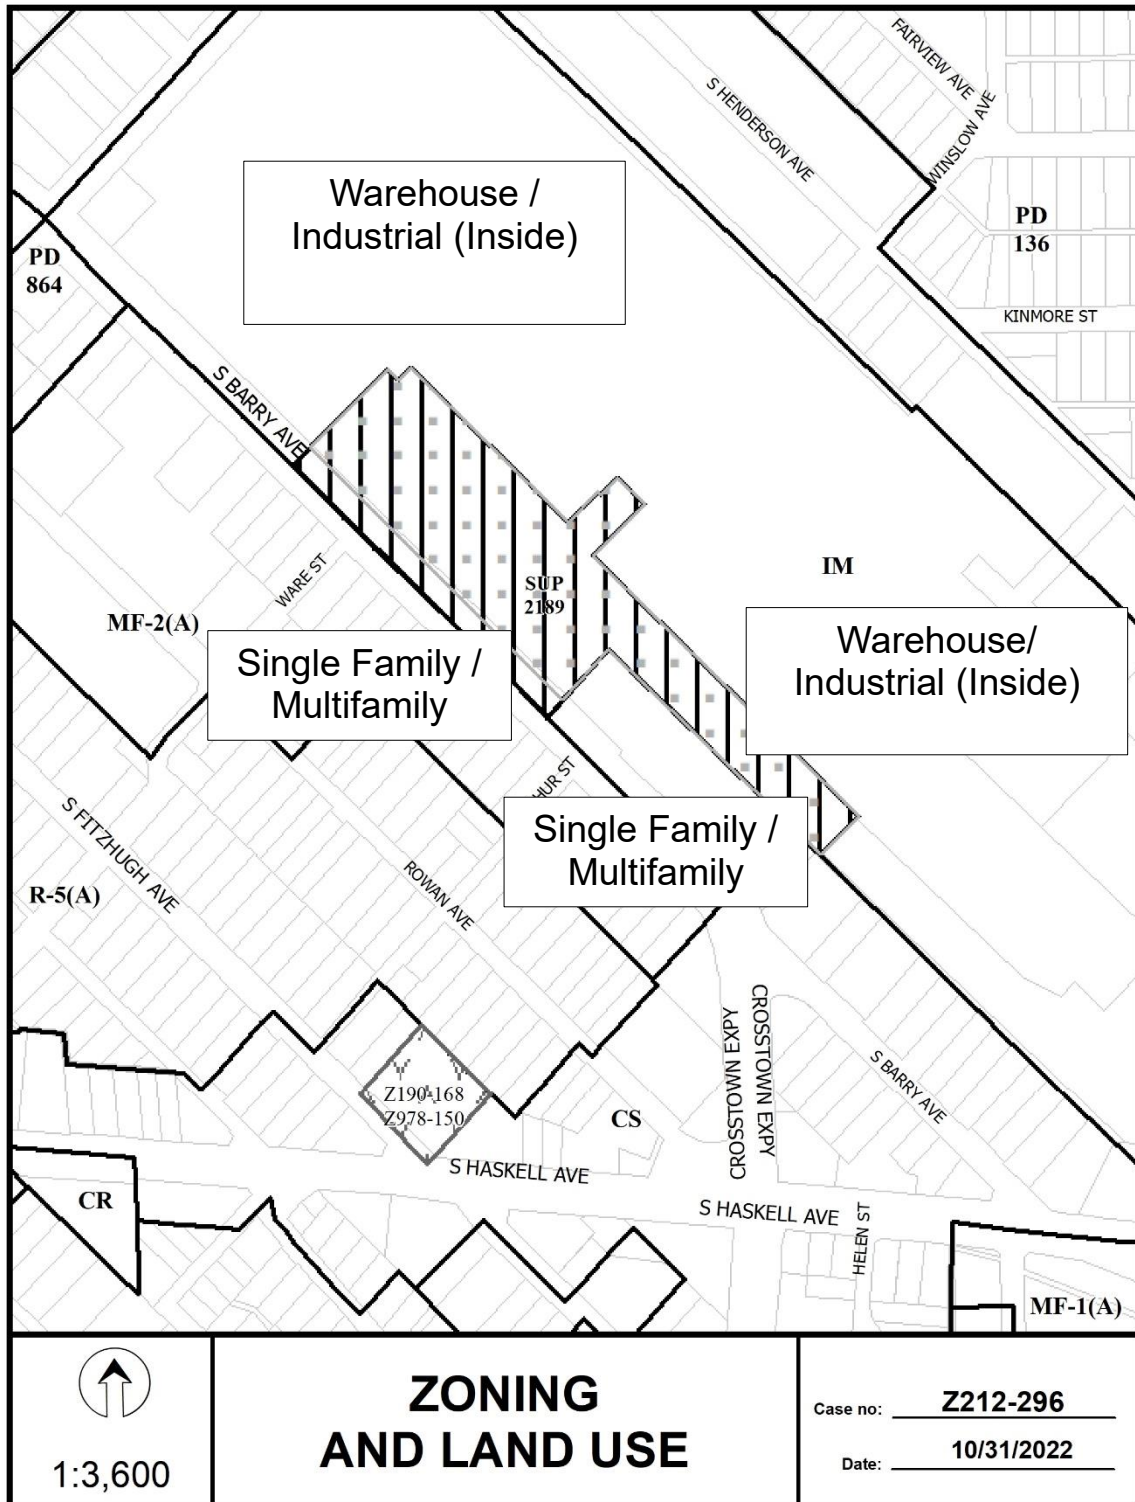 FAIRVIEW AVE
WINSLOW AVE
S HENDERSON AVE
Warehouse /
Industrial (Inside)
PD
136
PD
864
KINMORE ST
S BARRY AVE
WARE ST
SUP
2189
IM
MF-2(A)
Single Family /
Multifamily
Warehouse/
Industrial (Inside)
S FITZHUGH AVE
HUR ST
Single Family /
Multifamily
R-5(A)
ROWAN AVE
CROSSTOWN EXPY
CROSSTOWN EXPY
S BARRY AVE
Z190-168
Z978-150
CS
S HASKELL AVE
CR
S HASKELL AVE
HELEN ST
MF-1(A)
1:3,600
ZONING
AND LAND USE
Case no: Z212-296
Date: 10/31/2022